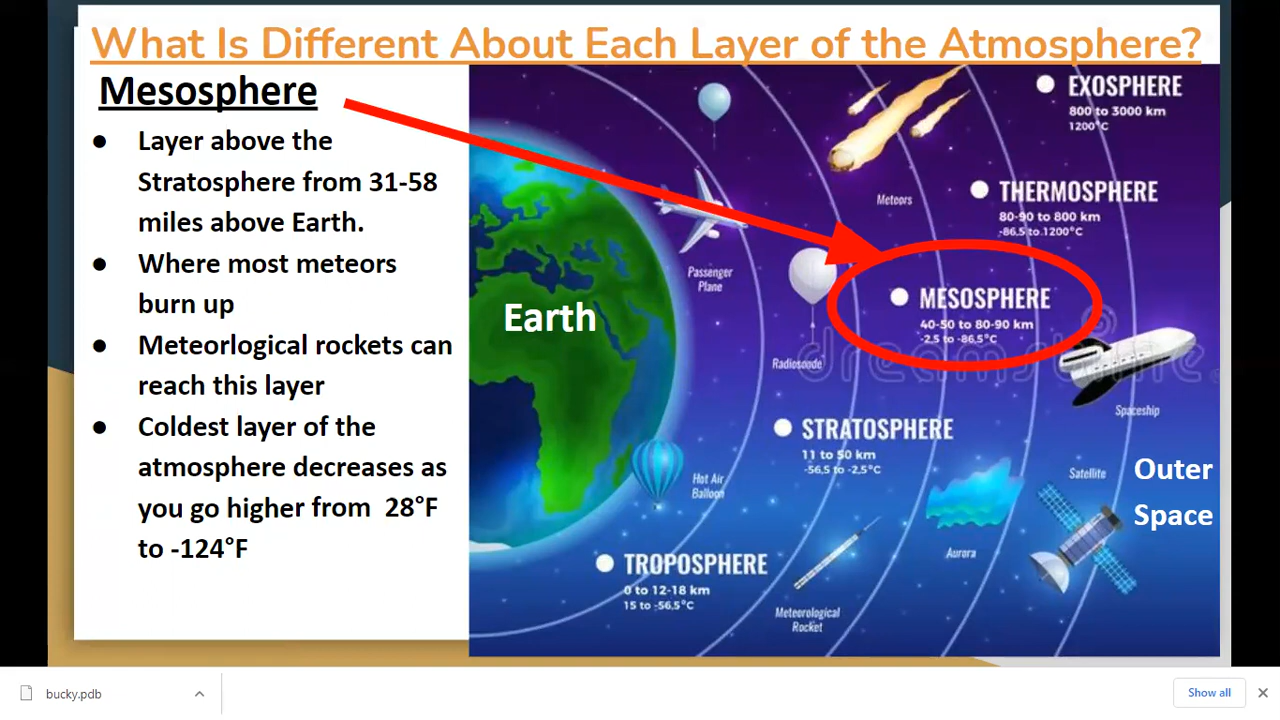 What Is Different About Each Layer of the Atmosphere?
Mesosphere
● Layer above the
Stratosphere from 31-58
miles above Earth.
● Where most meteors
burn up
● Meteorlogical rockets can
reach this layer
● Coldest layer of the
atmosphere decreases as
you go higher from 28°F
to -124°F
EXOSPHERE
800 to 3000 km
1200°C
Meteors
THERMOSPHERE
80-90 to 800 km
-86.5 to 1200°C
Passenger
Plane
MESOSPHERE
40-50 to 80-90 km
-2,5 to -86,5°C
Earth
Radiosonde
dreamstime
Spaceship
STRATOSPHERE
11 to 50 km
-56,5 to -2,5°C
Hot Air
Balloon
Satellite
Outer
Space
Aurora
TROPOSPHERE
0 to 12-18 km
15 to -56,5°C
Meteorological
Rocket
bucky.pdb
Show all